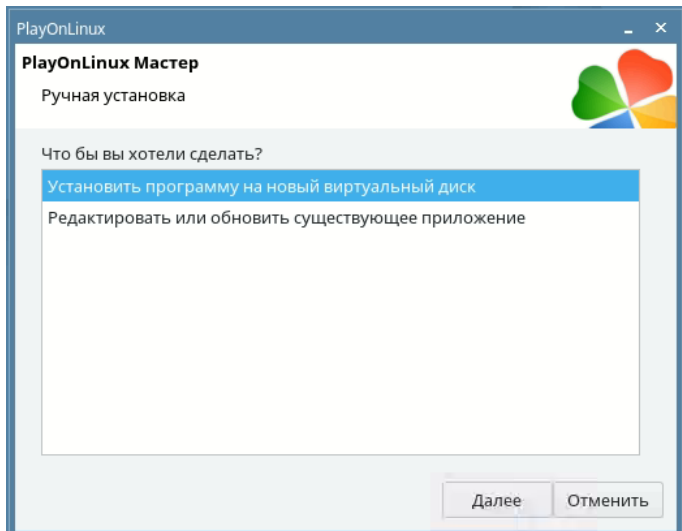 PlayOnLinux
PlayOnLinux Мастер
Ручная установка
Что бы вы хотели сделать?
Установить программу на новый виртуальный диск
Редактировать или обновить существующее приложение
Далее Отменить